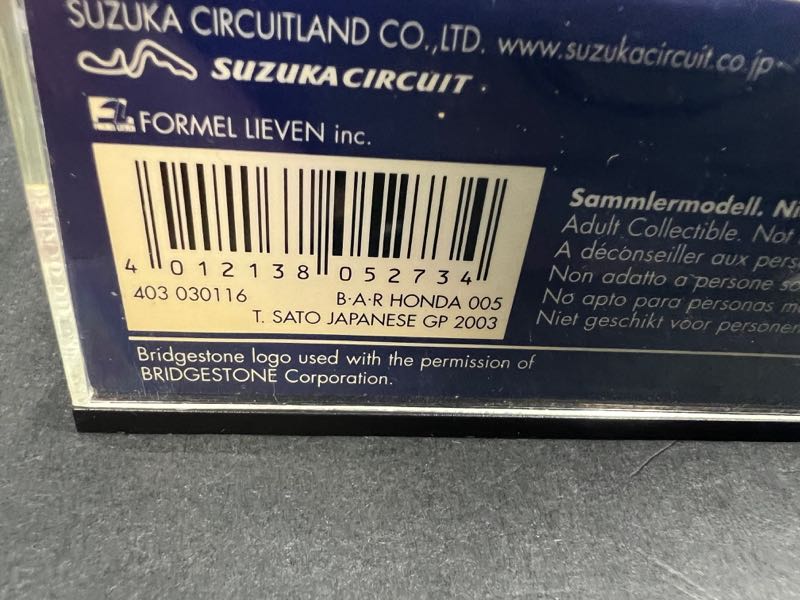 SUZUKA CIRCUITLAND CO.,LTD. www.suzukacircuit.co.jp
SUZUKA CIRCUIT
FORMEL LIEVEN inc.
4 012138 052734
403 030116 B·A·R HONDA 005
T. SATO JAPANESE GP 2003
Sammlermodell.
Adult Collectible. Not
A déconseiller aux
Non adatto a persone
No apto para personas
Niet geschikt voor personen
Bridgestone logo used with the permission of
BRIDGESTONE Corporation.